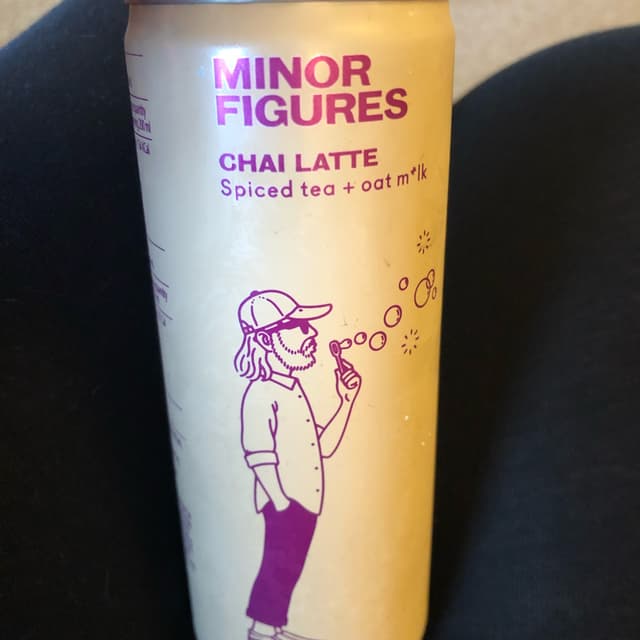 MINOR
FIGURES
CHAI LATTE
Spiced tea + oat m*lk